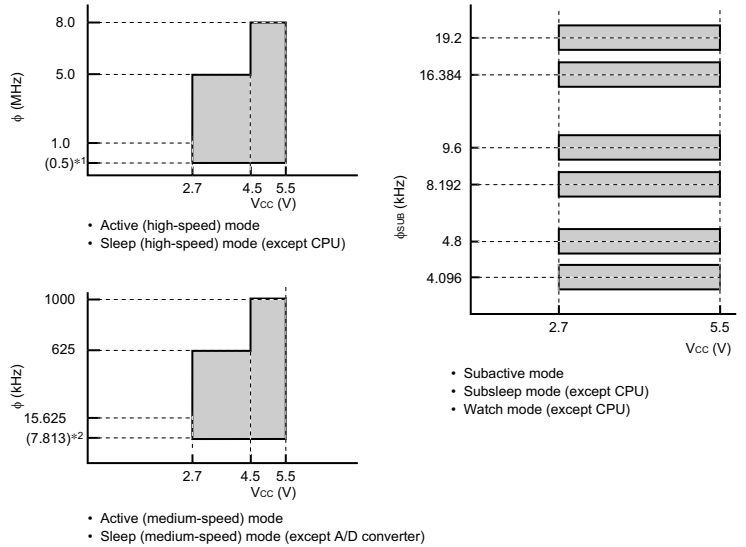 8.0
5.0
1.0
(0.5)*1
φ (MHz)
2.7 4.5 5.5
Vcc (V)
• Active (high-speed) mode
• Sleep (high-speed) mode (except CPU)
1000
625
15.625
(7.813)*2
φ (kHz)
2.7 4.5 5.5
Vcc (V)
• Active (medium-speed) mode
• Sleep (medium-speed) mode (except A/D converter)
19.2
16.384
9.6
8.192
4.8
4.096
φSUB (kHz)
2.7 5.5
Vcc (V)
• Subactive mode
• Subsleep mode (except CPU)
• Watch mode (except CPU)